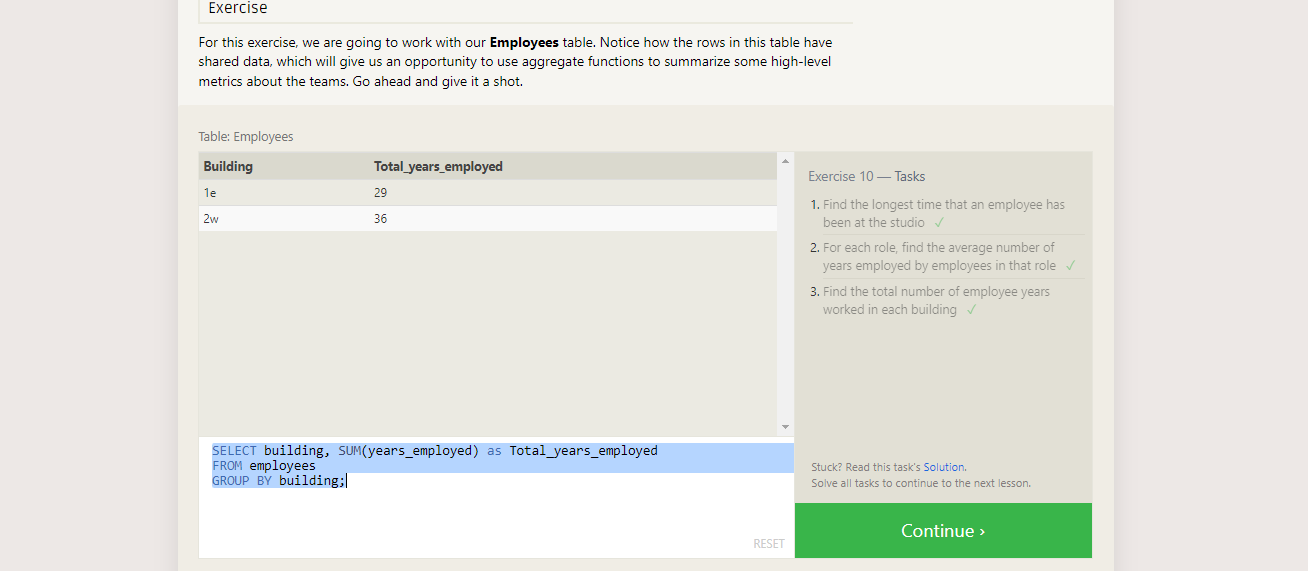 Exercise
For this exercise, we are going to work with our Employees table. Notice how the rows in this table have
shared data, which will give us an opportunity to use aggregate functions to summarize some high-level
metrics about the teams. Go ahead and give it a shot.
Table: Employees
Building Total_years_employed
1e 29
2w 36
SELECT building, SUM(years_employed) as Total_years_employed
FROM employees
GROUP BY building;
RESET
Exercise 10 — Tasks
1. Find the longest time that an employee has
been at the studio ✓
2. For each role, find the average number of
years employed by employees in that role ✓
3. Find the total number of employee years
worked in each building ✓
Stuck? Read this task's Solution.
Solve all tasks to continue to the next lesson.
Continue ›